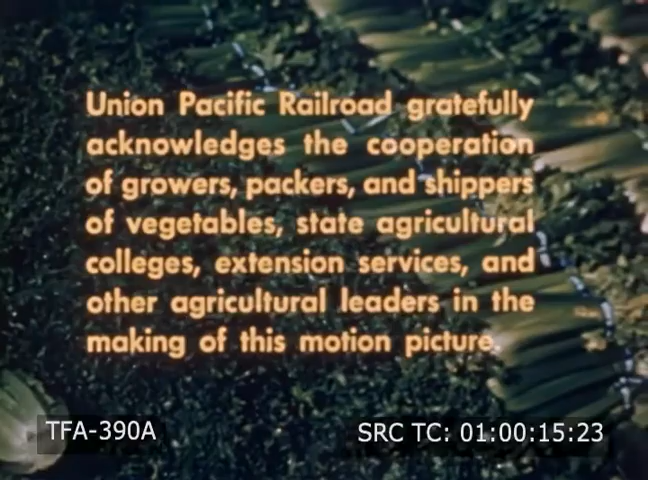 Union Pacific Railroad gratefully
acknowledges the cooperation
of growers, packers, and shippers
of vegetables, state agricultural
colleges, extension services, and
other agricultural leaders in the
making of this motion picture.
TFA-390A
SRC TC: 01:00:15:23